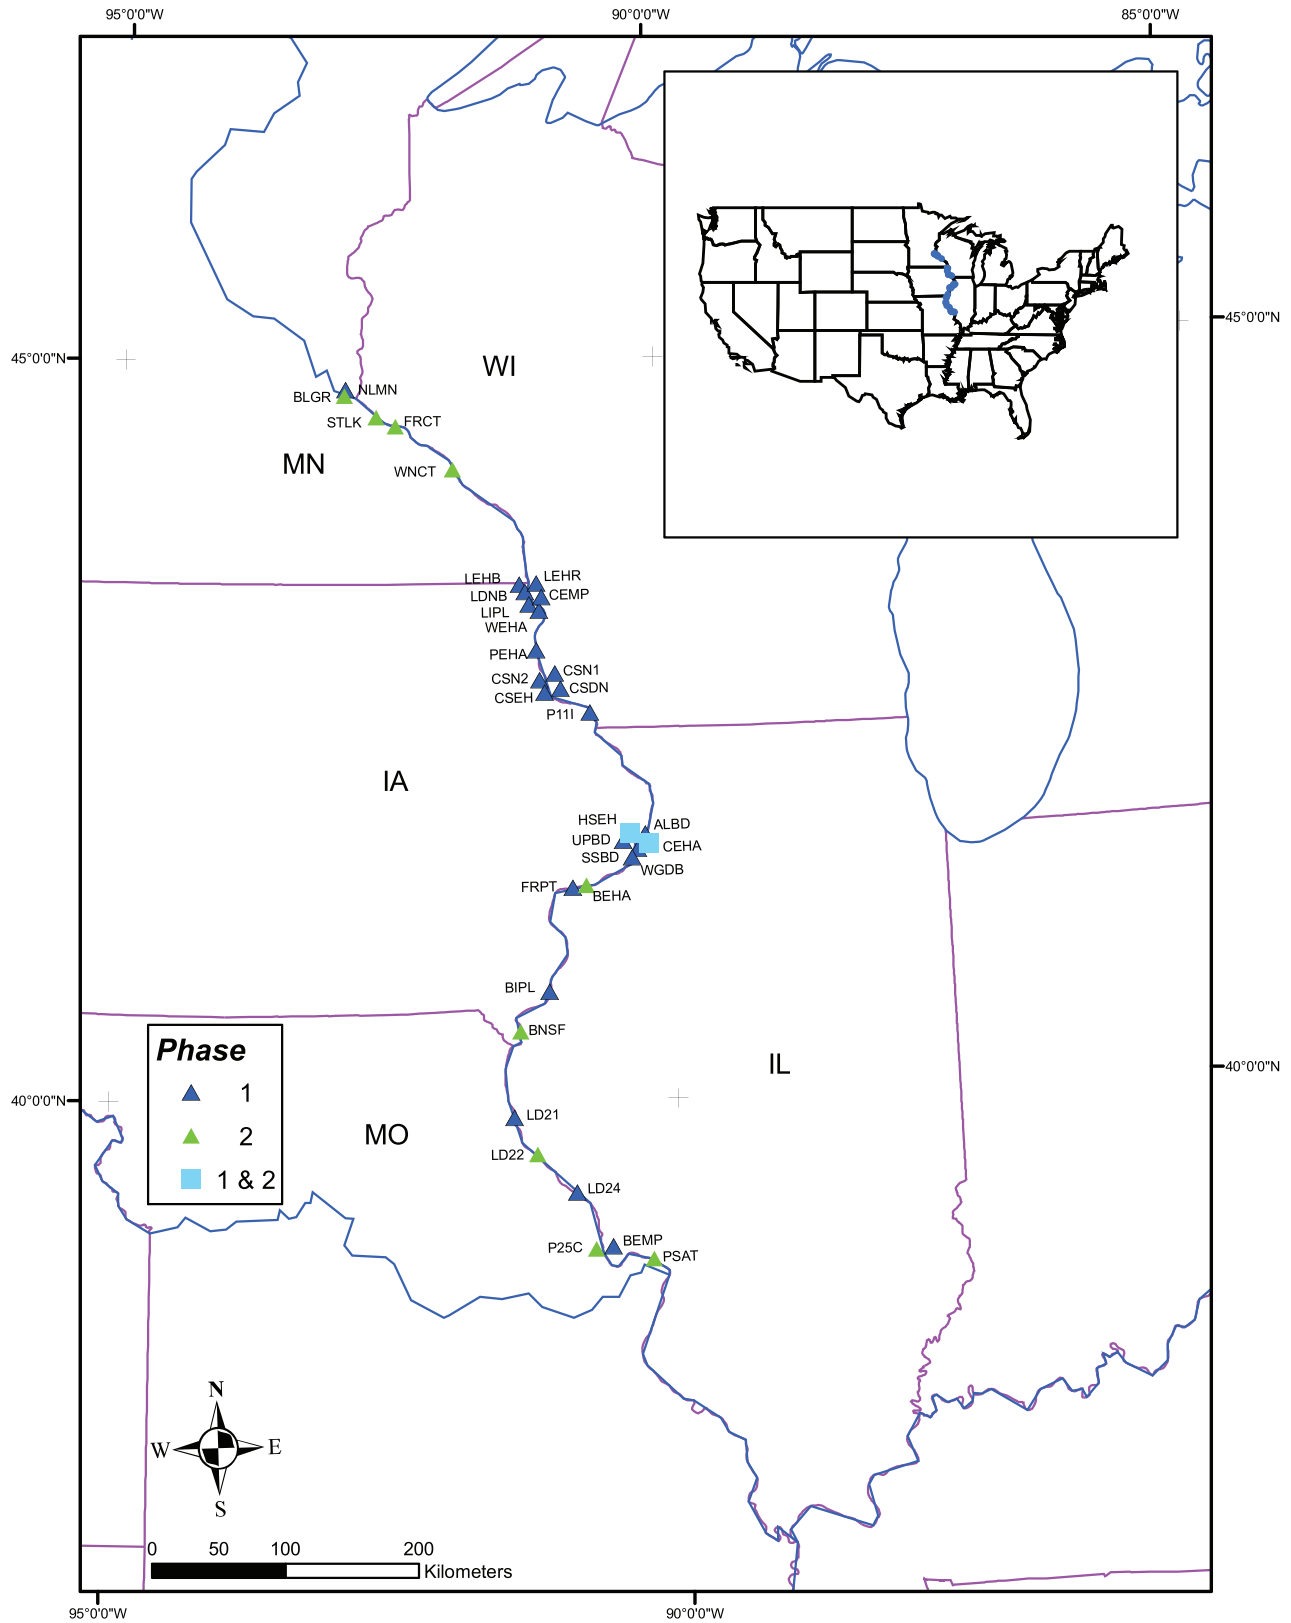 95°0'0"W 90°0'0"W 85°0'0"W
45°0'0"N
WI
45°0'0"N
NLMN
BLGR
STLK FRCT
MN
WNCT
LEHB LEHR
LDNB CEMP
LIPL
WEHA
PEHA
CSN1
CSN2 CSDN
CSEH
P11I
IA
HSEH ALBD
UPBD CEHA
SSBD
WGDB
FRPT BEHA
BIPL
BNSF
Phase
IL
40°0'0"N
1
40°0'0"N
LD21
2
MO
LD22
1 & 2
LD24
BEMP
P25C PSAT
N
W E
S
0 50 100 200
Kilometers
95°0'0"W 90°0'0"W